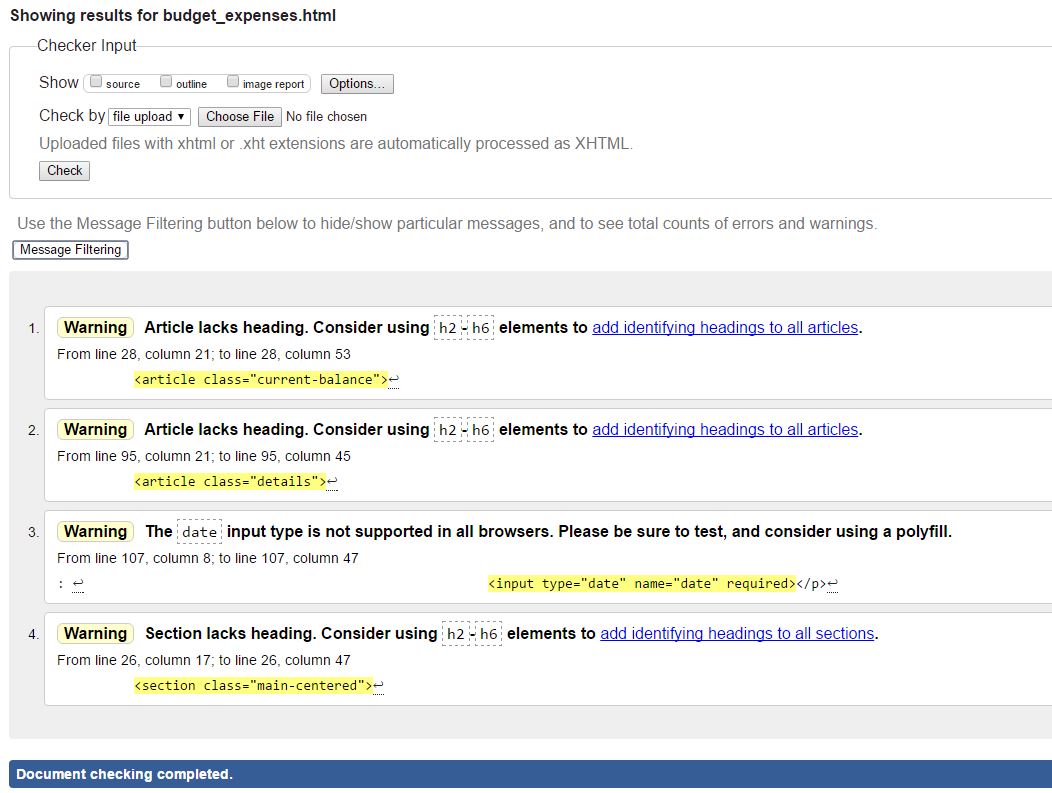 Showing results for budget_expenses.html
Checker Input
Show source outline image report Options...
Check by file upload ▼ Choose File No file chosen
Uploaded files with xhtml or .xht extensions are automatically processed as XHTML.
Check
Use the Message Filtering button below to hide/show particular messages, and to see total counts of errors and warnings.
Message Filtering
1. Warning Article lacks heading. Consider using h2-h6 elements to add identifying headings to all articles.
From line 28, column 21; to line 28, column 53
<article class="current-balance">↩
2. Warning Article lacks heading. Consider using h2-h6 elements to add identifying headings to all articles.
From line 95, column 21; to line 95, column 45
<article class="details">↩
3. Warning The date input type is not supported in all browsers. Please be sure to test, and consider using a polyfill.
From line 107, column 8; to line 107, column 47
: ↩ <input type="date" name="date" required></p>↩
4. Warning Section lacks heading. Consider using h2-h6 elements to add identifying headings to all sections.
From line 26, column 17; to line 26, column 47
<section class="main-centered">↩
Document checking completed.